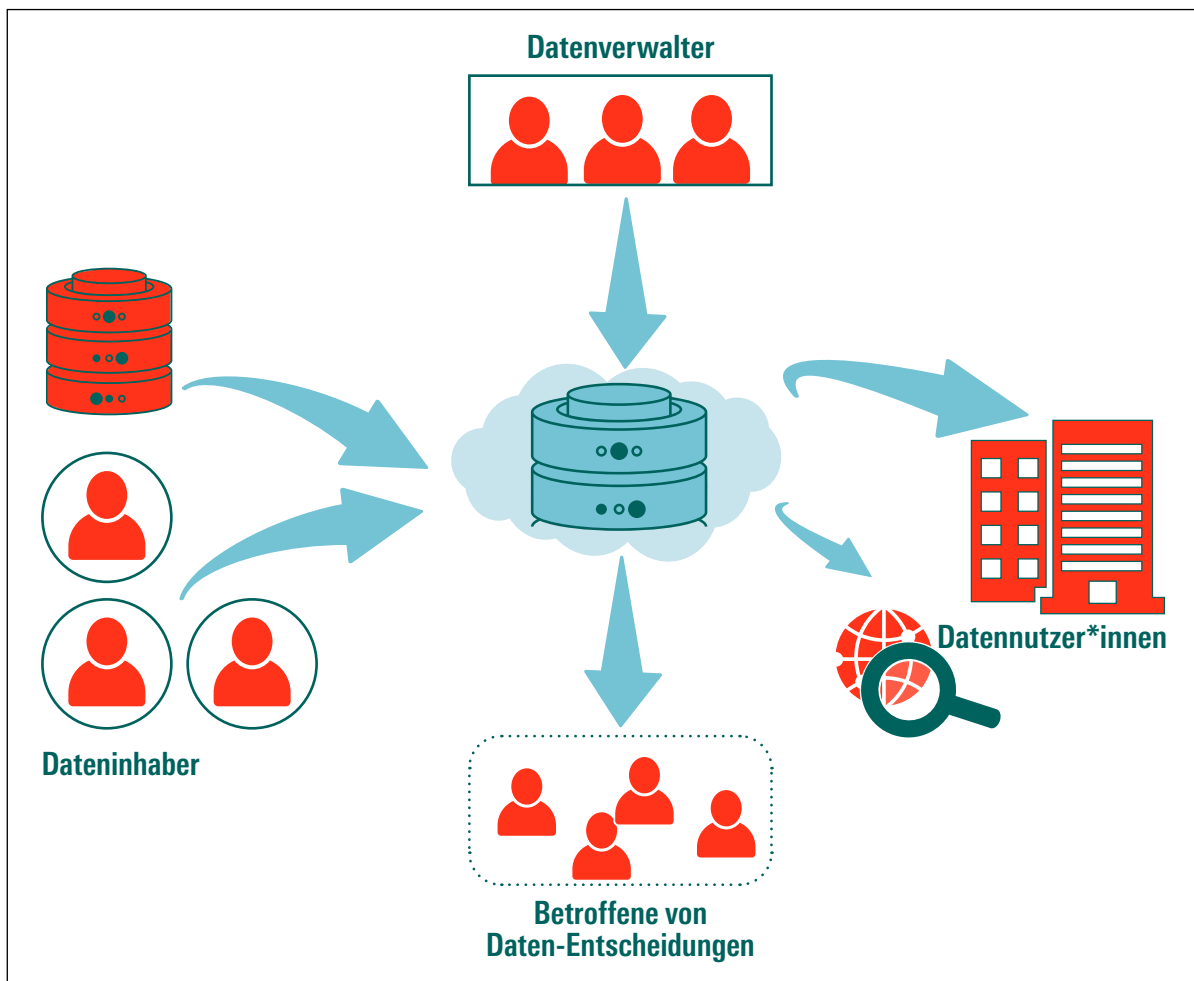 Datenverwalter
Datennutzer*innen
Dateninhaber
Betroffene von
Daten-Entscheidungen